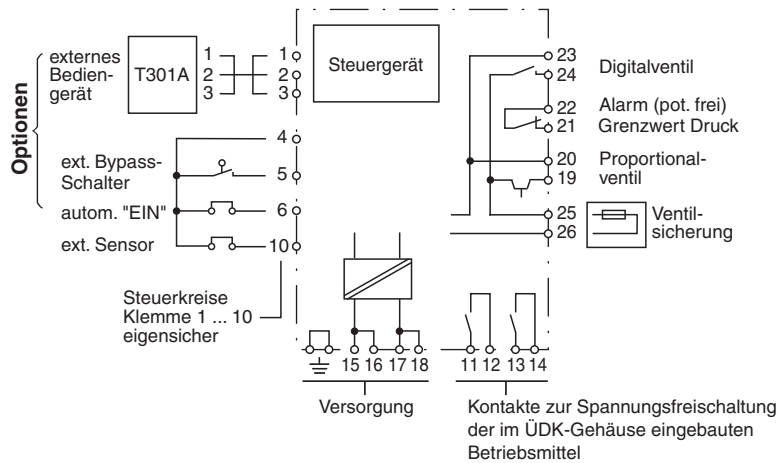 Optionen
externes
Bedien-
gerät
T301A
1
2
3
1
2
3
Steuergerät
4
ext. Bypass-
Schalter
5
autom. "EIN"
6
ext. Sensor
10
Steuerkreise
Klemme 1 ... 10
eigensicher
23
24
Digitalventil
22
21
Alarm (pot. frei)
Grenzwert Druck
20
19
Proportional-
ventil
25
26
Ventil-
sicherung
15 16 17 18
11 12 13 14
Versorgung
Kontakte zur Spannungsfreischaltung
der im ÜDK-Gehäuse eingebauten
Betriebsmittel